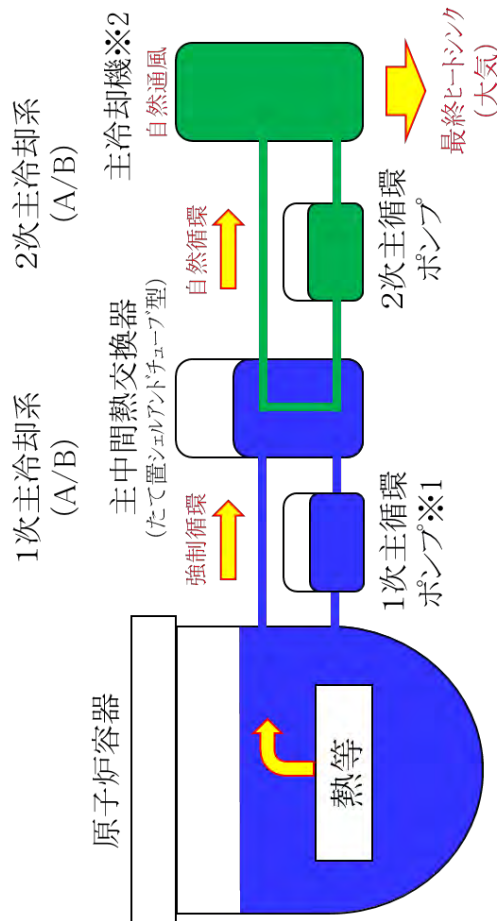 1次主冷却系
(A/B)
2次主冷却系
(A/B)
原子炉容器
主中間熱交換器
(たて置シェルアンドチューブ型)
主冷却機※2
自然通風
強制循環
自然循環
熱等
1次主循環
ポンプ※1
2次主循環
ポンプ
最終ヒートシンク
(大気)